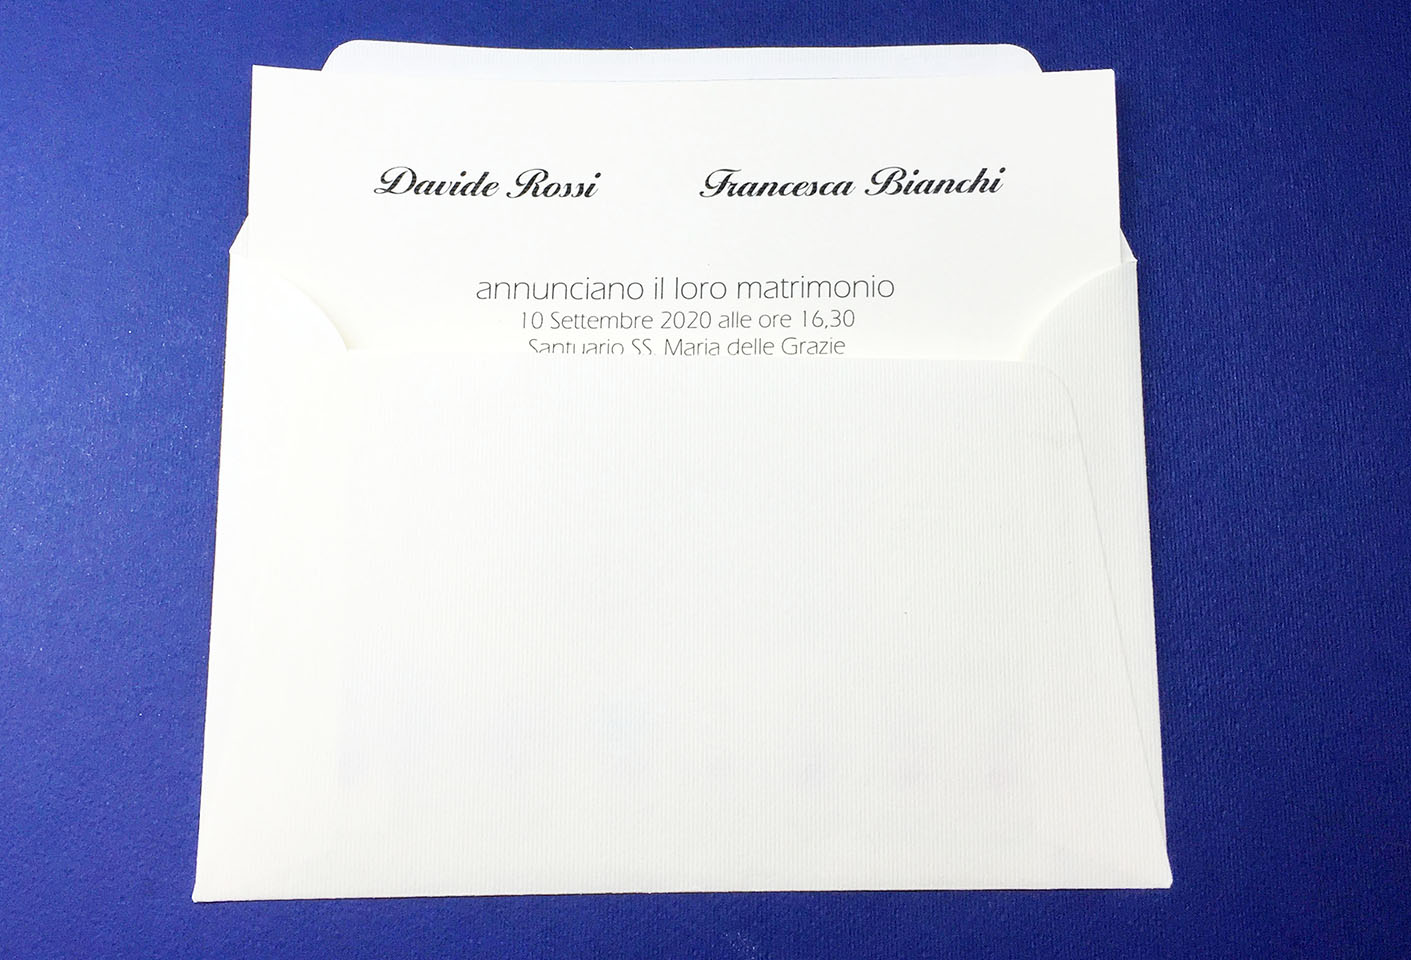 Davide Rossi Francesca Bianchi
annunciano il loro matrimonio
10 Settembre 2020 alle ore 16,30
Santuario SS. Maria delle Grazie